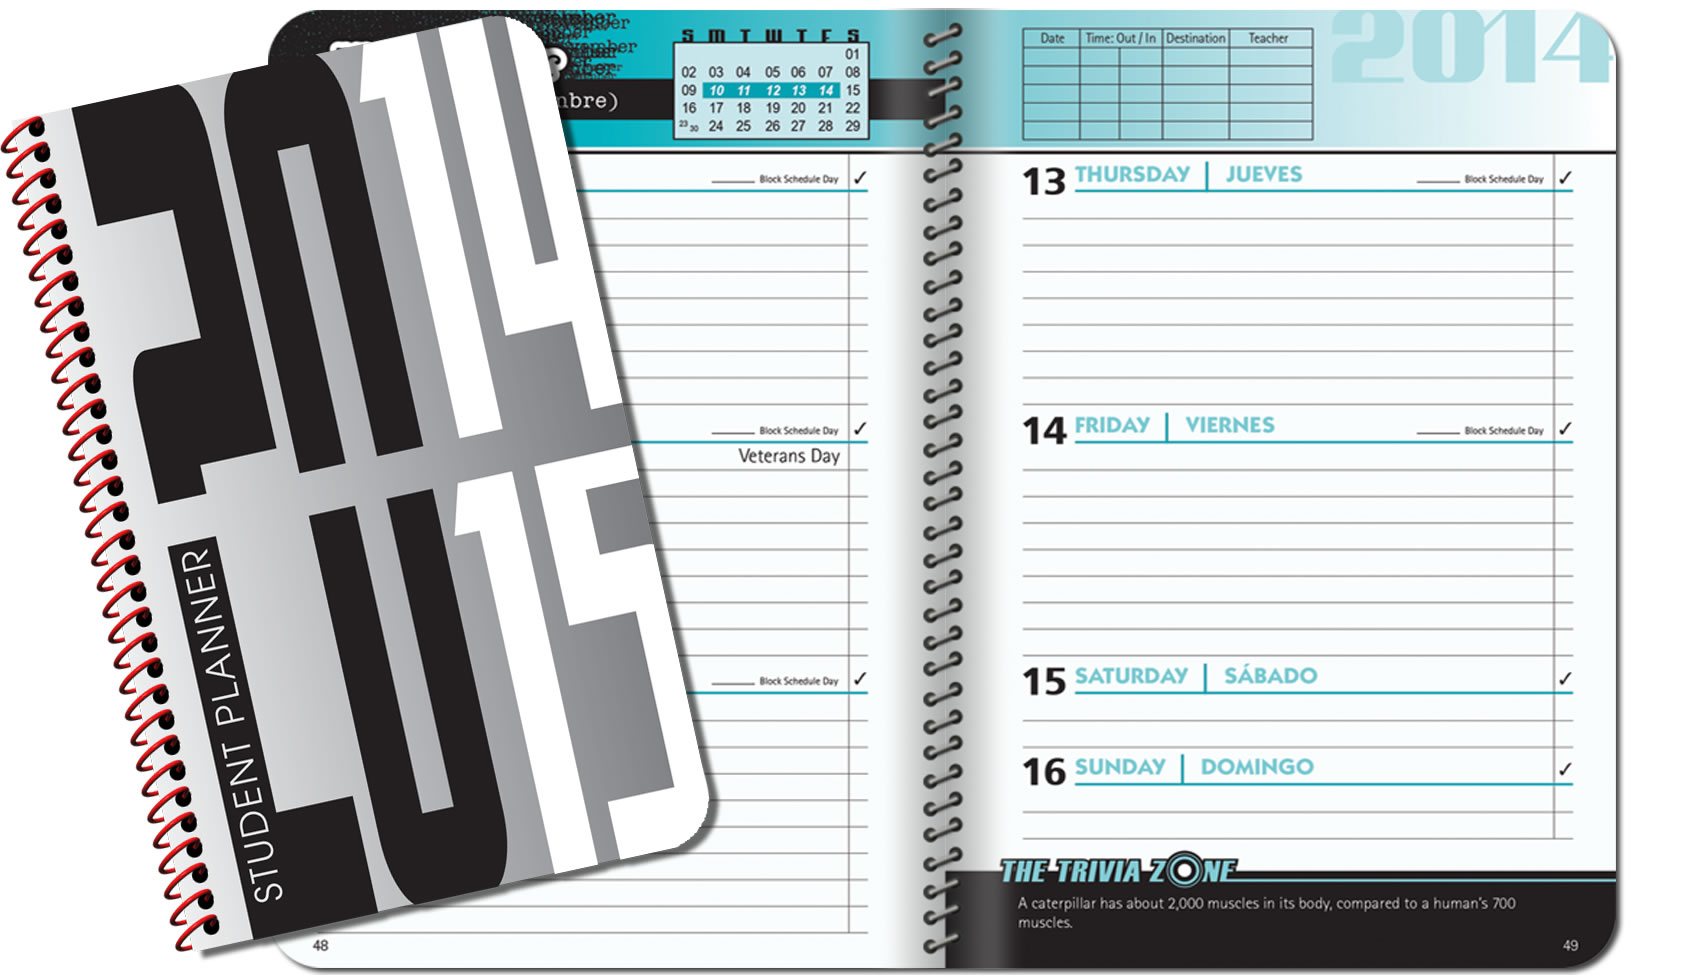 2014
2015
STUDENT PLANNER
mbre)
S M T W T F S
01
02 03 04 05 06 07 08
09 10 11 12 13 14 15
16 17 18 19 20 21 22
23 30 24 25 26 27 28 29
Block Schedule Day ✓
Block Schedule Day ✓
Veterans Day
Block Schedule Day ✓
48
Date Time: Out / In Destination Teacher
2014
13 THURSDAY | JUEVES Block Schedule Day ✓
14 FRIDAY | VIERNES Block Schedule Day ✓
15 SATURDAY | SÁBADO ✓
16 SUNDAY | DOMINGO ✓
THE TRIVIA ZONE
A caterpillar has about 2,000 muscles in its body, compared to a human's 700
muscles.
49